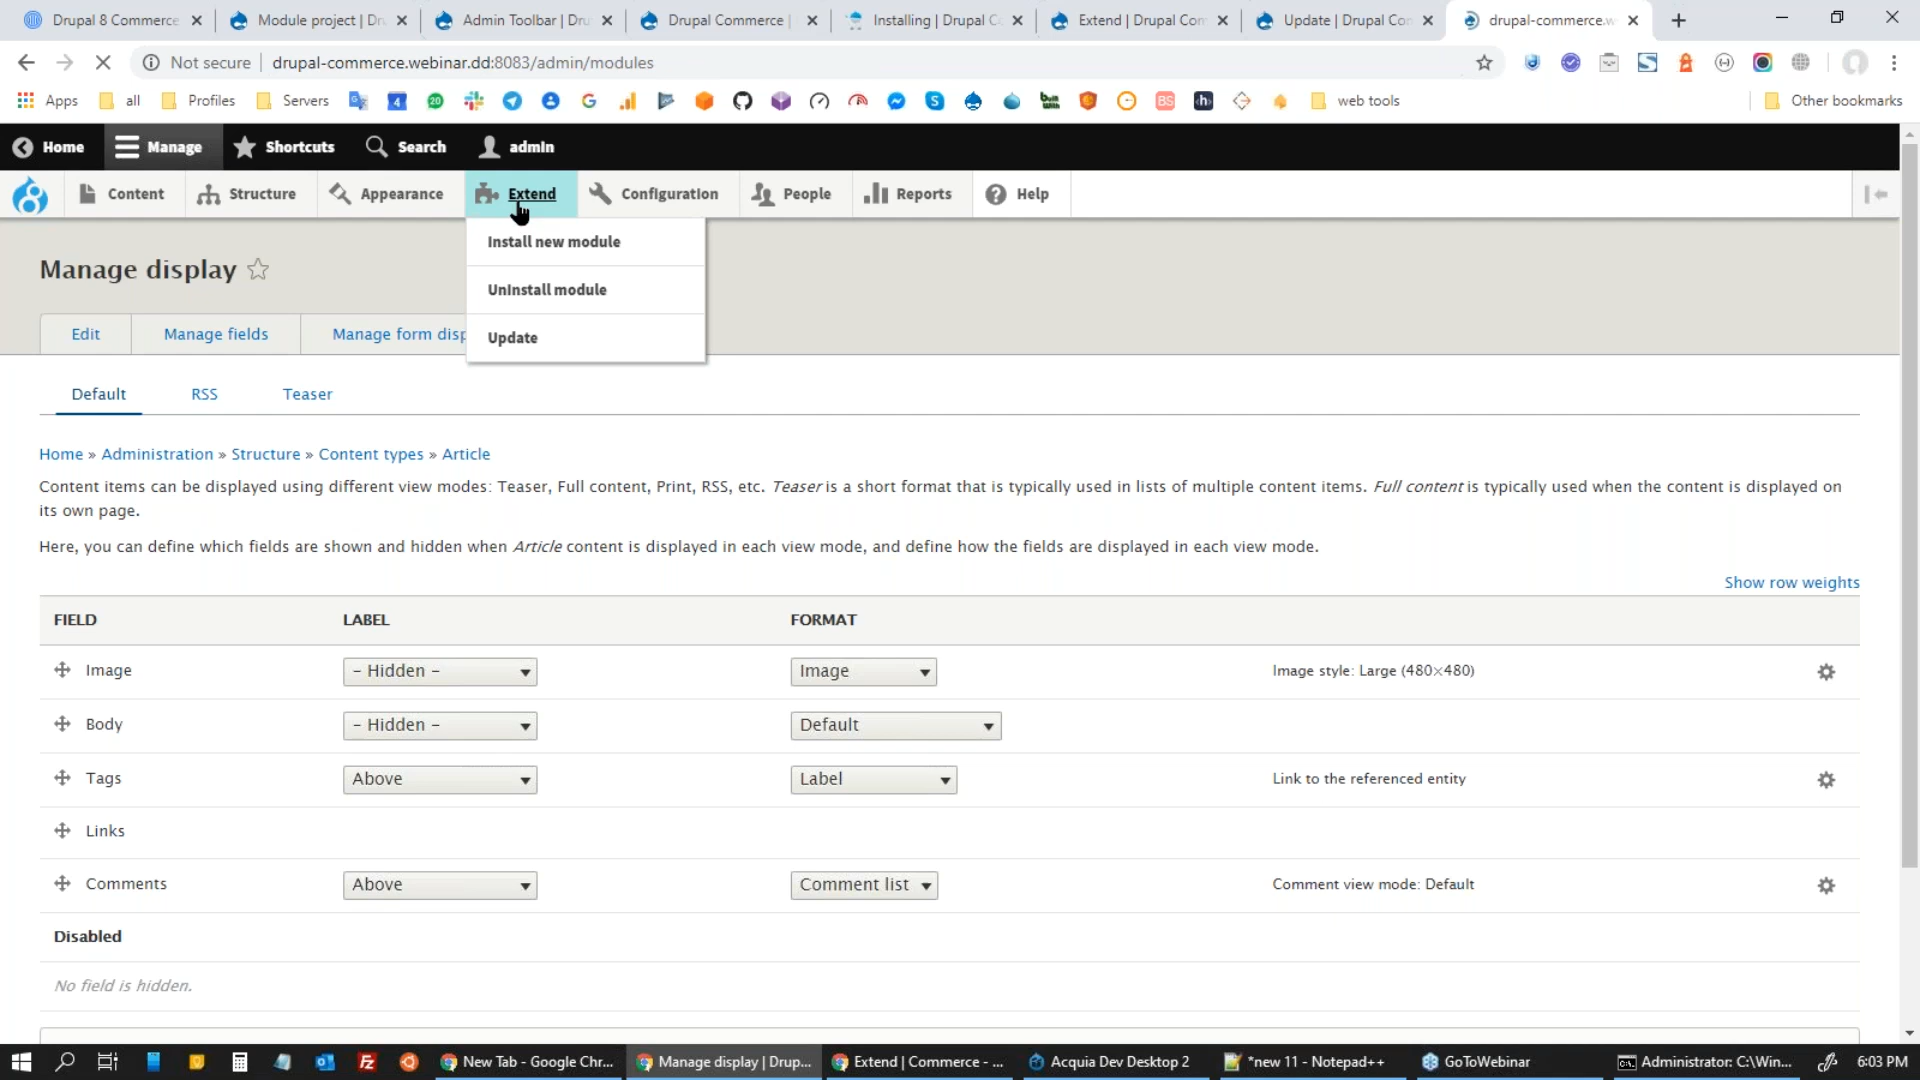 Drupal 8 Commerce
Module project | Dr
Admin Toolbar | Dru
Drupal Commerce |
Installing | Drupal C
Extend | Drupal Com
Update | Drupal Co
drupal-commerce.w
Not secure
drupal-commerce.webinar.dd:8083/admin/modules
Apps
all
Profiles
Servers
web tools
Other bookmarks
Home
Manage
Shortcuts
Search
admin
Content
Structure
Appearance
Extend
Configuration
People
Reports
Help
Install new module
Manage display
Uninstall module
Edit
Manage fields
Manage form disp
Update
Default
RSS
Teaser
Home » Administration » Structure » Content types » Article
Content items can be displayed using different view modes: Teaser, Full content, Print, RSS, etc. Teaser is a short format that is typically used in lists of multiple content items. Full content is typically used when the content is displayed on
its own page.
Here, you can define which fields are shown and hidden when Article content is displayed in each view mode, and define how the fields are displayed in each view mode.
Show row weights
FIELD LABEL FORMAT
Image - Hidden - Image Image style: Large (480×480)
Body - Hidden - Default
Tags Above Label Link to the referenced entity
Links
Comments Above Comment list Comment view mode: Default
Disabled
No field is hidden.
New Tab - Google Chr...
Manage display | Drup...
Extend | Commerce - ...
Acquia Dev Desktop 2
*new 11 - Notepad++
GoToWebinar
Administrator: C:\Win...
6:03 PM